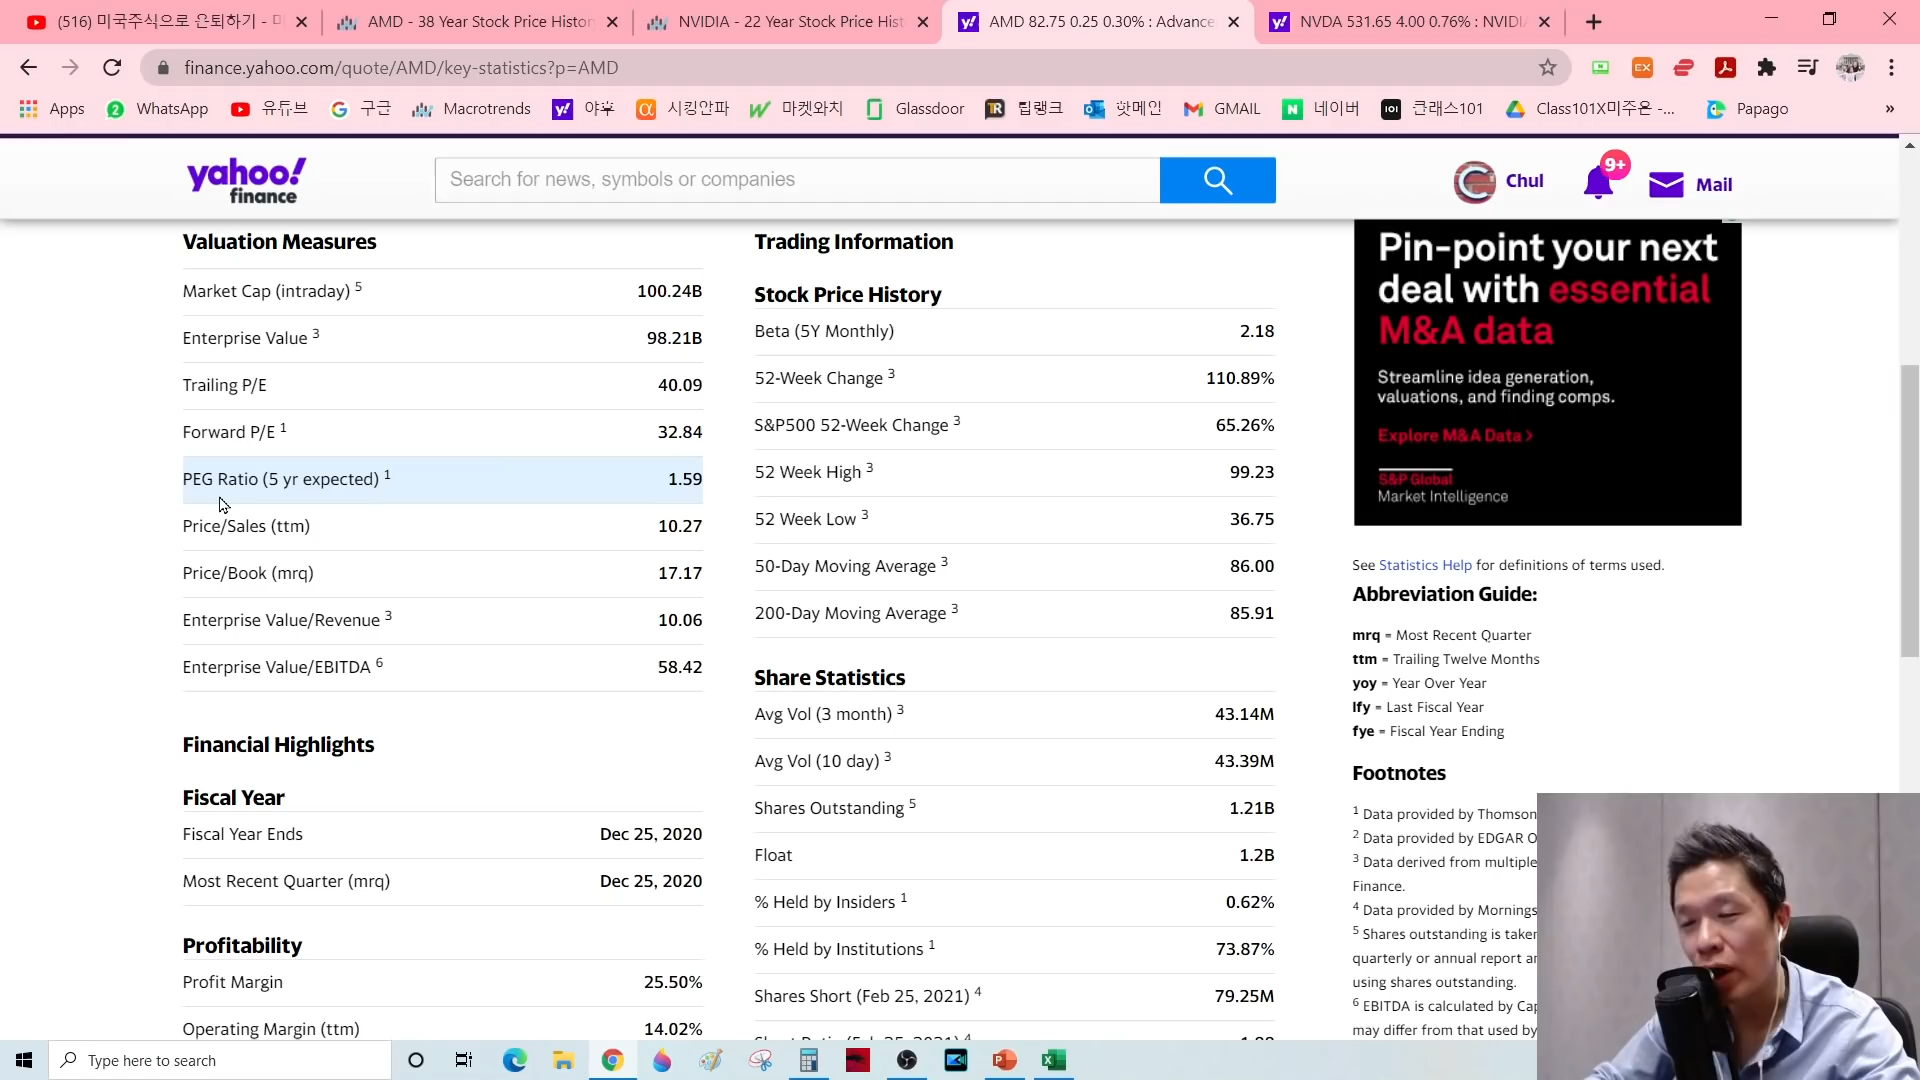 (516) 미국주식으로 은퇴하기 - 미
AMD - 38 Year Stock Price Histor
NVIDIA - 22 Year Stock Price Hist
AMD 82.75 0.25 0.30% : Advance
NVDA 531.65 4.00 0.76% : NVIDI
finance.yahoo.com/quote/AMD/key-statistics?p=AMD
Apps
WhatsApp
유튜브
구글
Macrotrends
야후
시킹알파
마켓와치
Glassdoor
팁랭크
핫메인
GMAIL
네이버
클래스101
Class101X미주은 -...
Papago
»
yahoo!
finance
Search for news, symbols or companies
Chul
9+
Mail
Valuation Measures
Market Cap (intraday) 5 100.24B
Enterprise Value 3 98.21B
Trailing P/E 40.09
Forward P/E 1 32.84
PEG Ratio (5 yr expected) 1 1.59
Price/Sales (ttm) 10.27
Price/Book (mrq) 17.17
Enterprise Value/Revenue 3 10.06
Enterprise Value/EBITDA 6 58.42
Financial Highlights
Fiscal Year
Fiscal Year Ends Dec 25, 2020
Most Recent Quarter (mrq) Dec 25, 2020
Profitability
Profit Margin 25.50%
Operating Margin (ttm) 14.02%
Trading Information
Stock Price History
Beta (5Y Monthly) 2.18
52-Week Change 3 110.89%
S&P500 52-Week Change 3 65.26%
52 Week High 3 99.23
52 Week Low 3 36.75
50-Day Moving Average 3 86.00
200-Day Moving Average 3 85.91
Share Statistics
Avg Vol (3 month) 3 43.14M
Avg Vol (10 day) 3 43.39M
Shares Outstanding 5 1.21B
Float 1.2B
% Held by Insiders 1 0.62%
% Held by Institutions 1 73.87%
Shares Short (Feb 25, 2021) 4 79.25M
Pin-point your next
deal with essential
M&A data
Streamline idea generation,
valuations, and finding comps.
Explore M&A Data >
S&P Global
Market Intelligence
See Statistics Help for definitions of terms used.
Abbreviation Guide:
mrq = Most Recent Quarter
ttm = Trailing Twelve Months
yoy = Year Over Year
lfy = Last Fiscal Year
fye = Fiscal Year Ending
Footnotes
1 Data provided by Thomson
2 Data provided by EDGAR O
3 Data derived from multiple
Finance.
4 Data provided by Mornings
5 Shares outstanding is taken
quarterly or annual report an
using shares outstanding.
6 EBITDA is calculated by Cap
may differ from that used by
Type here to search